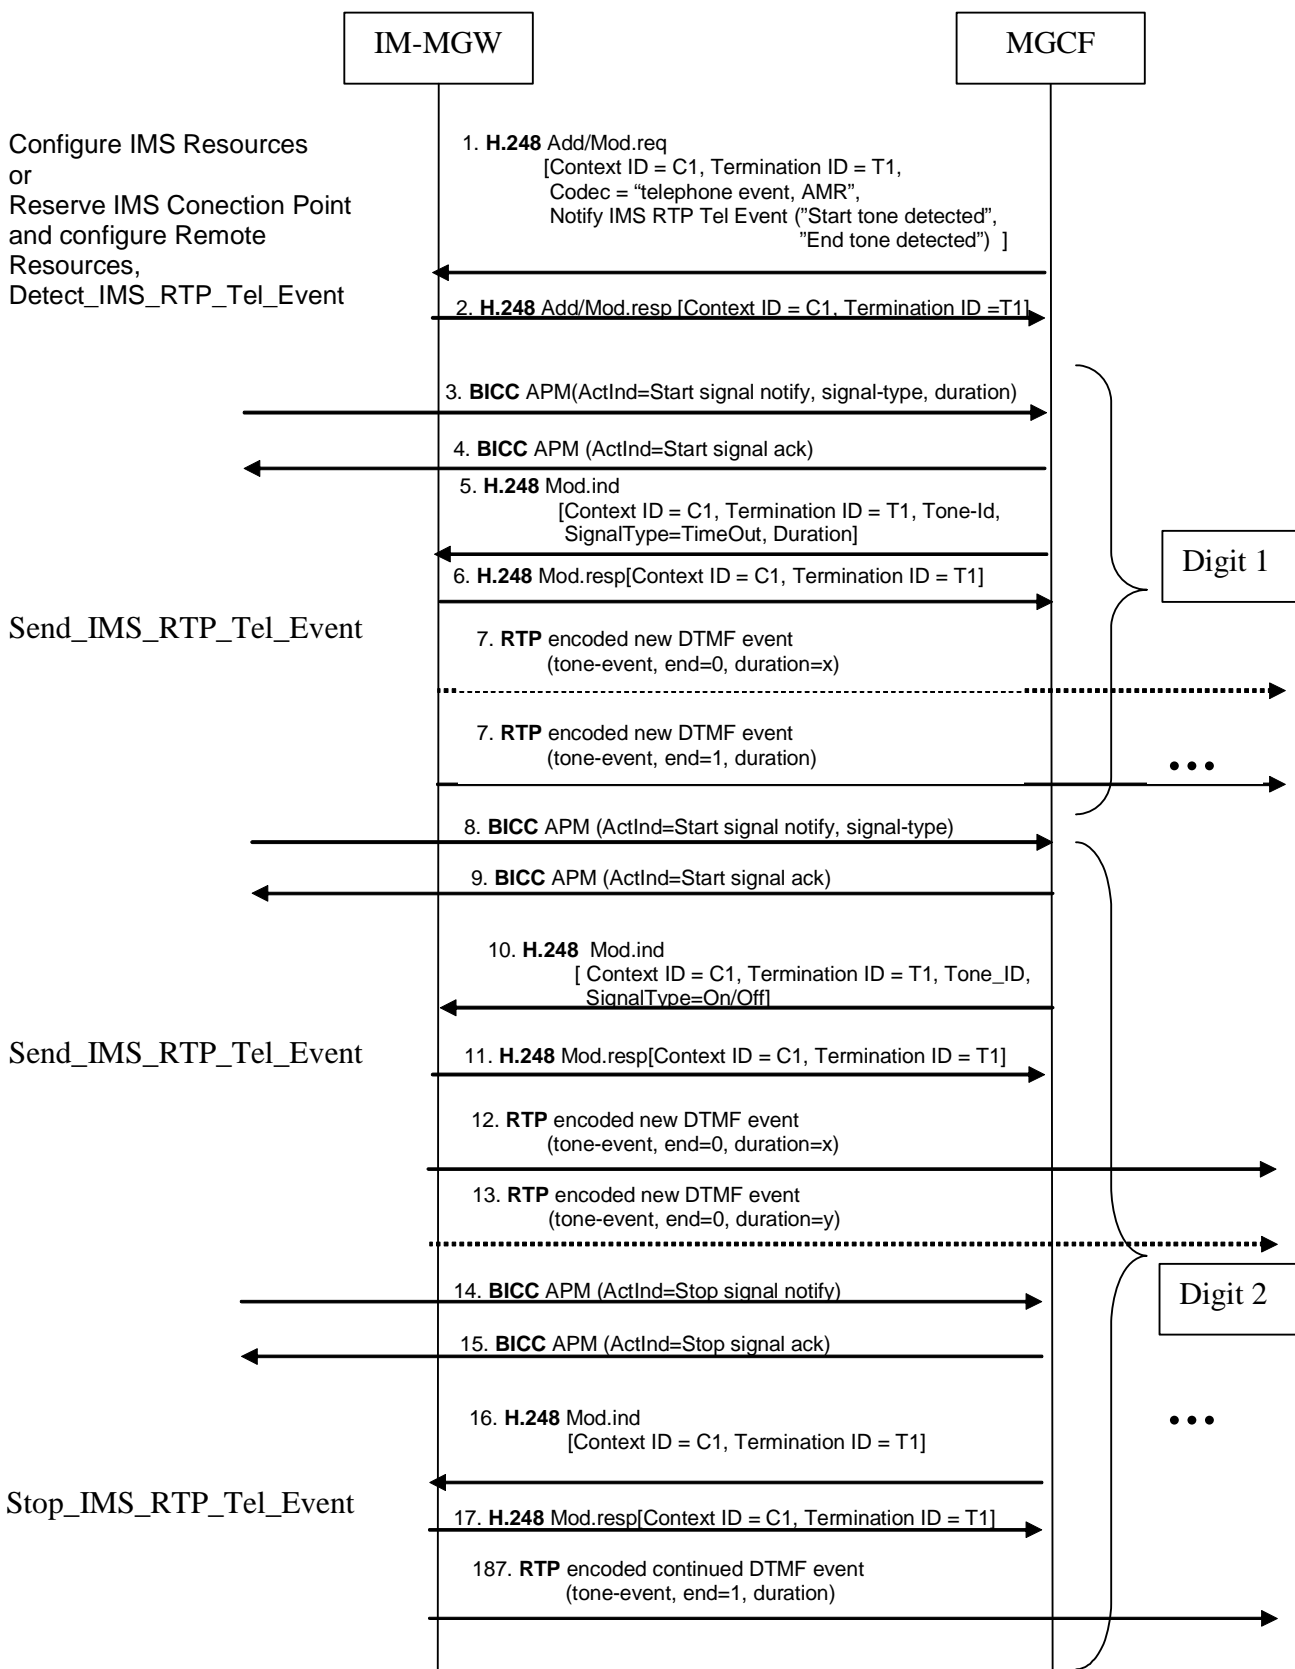 IM-MGW
MGCF
Configure IMS Resources
or
Reserve IMS Conection Point
and configure Remote
Resources,
Detect_IMS_RTP_Tel_Event
1. H.248 Add/Mod.req
[Context ID = C1, Termination ID = T1,
Codec = “telephone event, AMR”,
Notify IMS RTP Tel Event (”Start tone detected”,
”End tone detected”) ]
2. H.248 Add/Mod.resp [Context ID = C1, Termination ID =T1]
3. BICC APM(ActInd=Start signal notify, signal-type, duration)
4. BICC APM (ActInd=Start signal ack)
5. H.248 Mod.ind
[Context ID = C1, Termination ID = T1, Tone-Id,
SignalType=TimeOut, Duration]
Digit 1
6. H.248 Mod.resp[Context ID = C1, Termination ID = T1]
Send_IMS_RTP_Tel_Event
7. RTP encoded new DTMF event
(tone-event, end=0, duration=x)
7. RTP encoded new DTMF event
(tone-event, end=1, duration)
...
8. BICC APM (ActInd=Start signal notify, signal-type)
9. BICC APM (ActInd=Start signal ack)
10. H.248 Mod.ind
[ Context ID = C1, Termination ID = T1, Tone_ID,
SignalType=On/Off]
Send_IMS_RTP_Tel_Event
11. H.248 Mod.resp[Context ID = C1, Termination ID = T1]
12. RTP encoded new DTMF event
(tone-event, end=0, duration=x)
13. RTP encoded new DTMF event
(tone-event, end=0, duration=y)
14. BICC APM (ActInd=Stop signal notify)
Digit 2
15. BICC APM (ActInd=Stop signal ack)
16. H.248 Mod.ind
[Context ID = C1, Termination ID = T1]
...
Stop_IMS_RTP_Tel_Event
17. H.248 Mod.resp[Context ID = C1, Termination ID = T1]
187. RTP encoded continued DTMF event
(tone-event, end=1, duration)